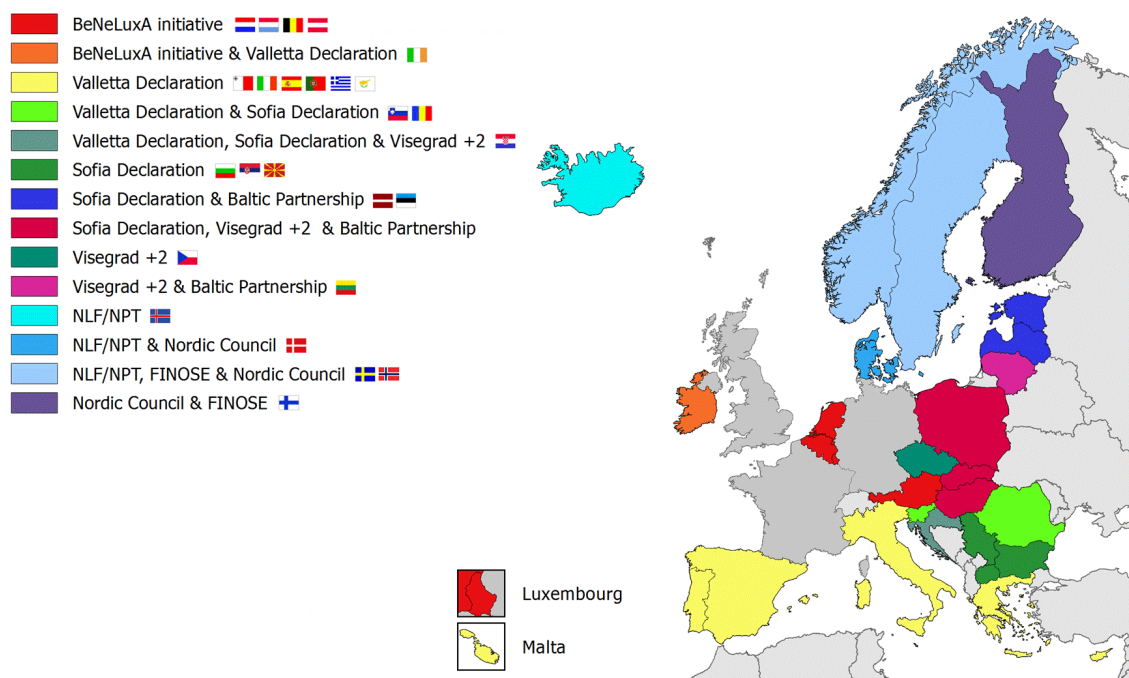 BeNeLuxA initiative
BeNeLuxA initiative & Valletta Declaration
Valletta Declaration
Valletta Declaration & Sofia Declaration
Valletta Declaration, Sofia Declaration & Visegrad +2
Sofia Declaration
Sofia Declaration & Baltic Partnership
Sofia Declaration, Visegrad +2 & Baltic Partnership
Visegrad +2
Visegrad +2 & Baltic Partnership
NLF/NPT
NLF/NPT & Nordic Council
NLF/NPT, FINOSE & Nordic Council
Nordic Council & FINOSE
Luxembourg
Malta